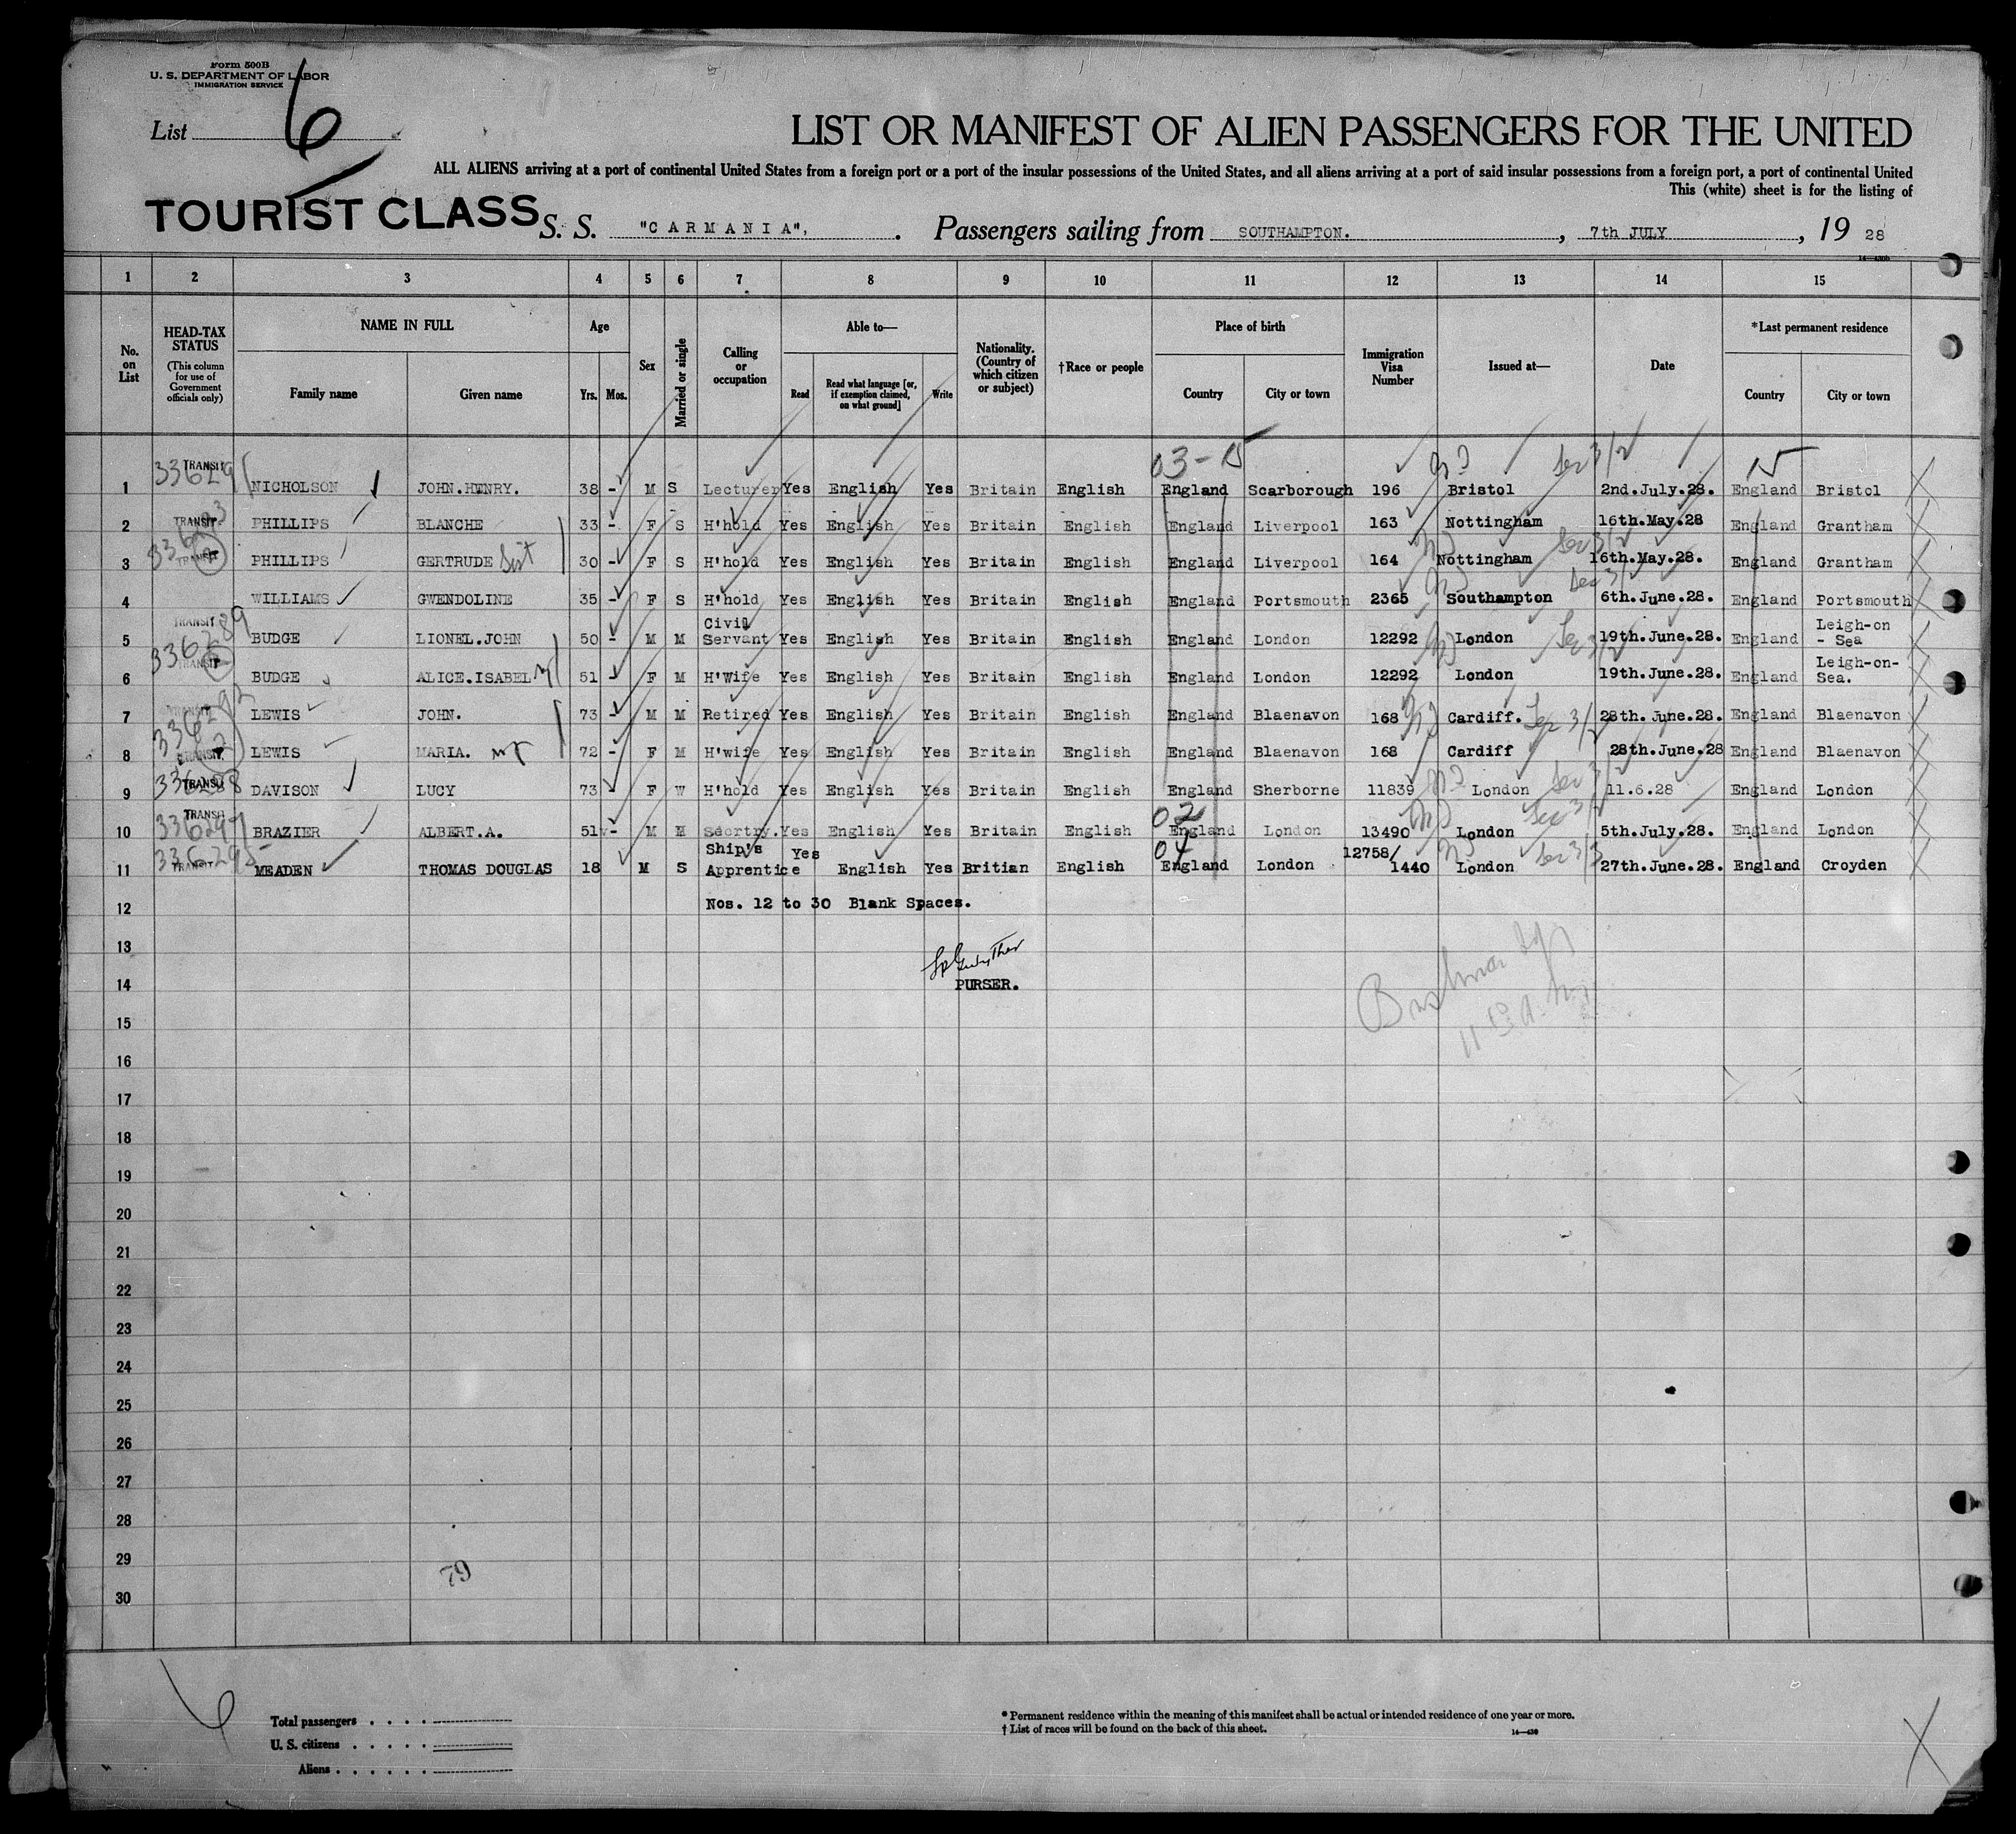 Form 500B
U. S. DEPARTMENT OF LABOR
IMMIGRATION SERVICE
List 6
LIST OR MANIFEST OF ALIEN PASSENGERS FOR THE UNITED
ALL ALIENS arriving at a port of continental United States from a foreign port or a port of the insular possessions of the United States, and all aliens arriving at a port of said insular possessions from a foreign port, a port of continental United
This (white) sheet is for the listing of
TOURIST CLASS S. S. "CARMANIA", . Passengers sailing from SOUTHAMPTON. , 7th JULY , 19 28
1 2 3 4 5 6 7 8 9 10 11 12 13 14 15
No. on List
HEAD-TAX STATUS (This column for use of Government officials only)
NAME IN FULL
Family name Given name
Age
Yrs. Mos.
Sex
Married or single
Calling or occupation
Able to—
Read Read what language [or, if exemption claimed, on what ground] Write
Nationality. (Country of which citizen or subject)
†Race or people
Place of birth
Country City or town
Immigration Visa Number
Issued at—
Date
*Last permanent residence
Country City or town
03-15 15
1 TRANSIT NICHOLSON JOHN.HENRY. 38 - M S Lecturer Yes English Yes Britain English England Scarborough 196 Bristol 2nd.July.28. England Bristol
2 TRANSIT PHILLIPS BLANCHE 33 - F S H'hold Yes English Yes Britain English England Liverpool 163 Nottingham 16th.May.28 England Grantham
3 TRANSIT PHILLIPS GERTRUDE Sist 30 - F S H'hold Yes English Yes Britain English England Liverpool 164 Nottingham 16th.May.28. England Grantham
4 WILLIAMS GWENDOLINE 35 - F S H'hold Yes English Yes Britain English England Portsmouth 2365 Southampton 6th.June.28. England Portsmouth
5 TRANSIT 336289 BUDGE LIONEL.JOHN 50 - M M Civil Servant Yes English Yes Britain English England London 12292 London 19th.June.28. England Leigh-on - Sea
6 TRANSIT BUDGE ALICE.ISABEL 51 - F M H'Wife Yes English Yes Britain English England London 12292 London 19th.June.28. England Leigh-on- Sea.
7 TRANSIT LEWIS JOHN. 73 - M M Retired Yes English Yes Britain English England Blaenavon 168 Cardiff. 28th.June.28. England Blaenavon
8 TRANSIT. LEWIS MARIA. 72 - F M H'wife Yes English Yes Britain English England Blaenavon 168 Cardiff 28th.June.28 England Blaenavon
9 TRANSIT 336288 DAVISON LUCY 73 - F W H'hold Yes English Yes Britain English England Sherborne 11839 London 11.6.28 England London
02
10 TRANSIT BRAZIER ALBERT.A. 51 - M M Secrtry. Yes English Yes Britain English England London 13490 London 5th.July.28. England London
04
11 TRANSIT 336295 MEADEN THOMAS DOUGLAS 18 M S Ship's Apprentice Yes English Yes Britian English England London 12758/ 1440 London 27th.June.28. England Croyden
12 Nos. 12 to 30 Blank Spaces.
13
14 PURSER.
15
16
17
18
19
20
21
22
23
24
25
26
27
28
29
79
30
6
Total passengers . . . .
U. S. citizens . . . . .
Aliens . . . . . .
* Permanent residence within the meaning of this manifest shall be actual or intended residence of one year or more.
† List of races will be found on the back of this sheet.
14—430